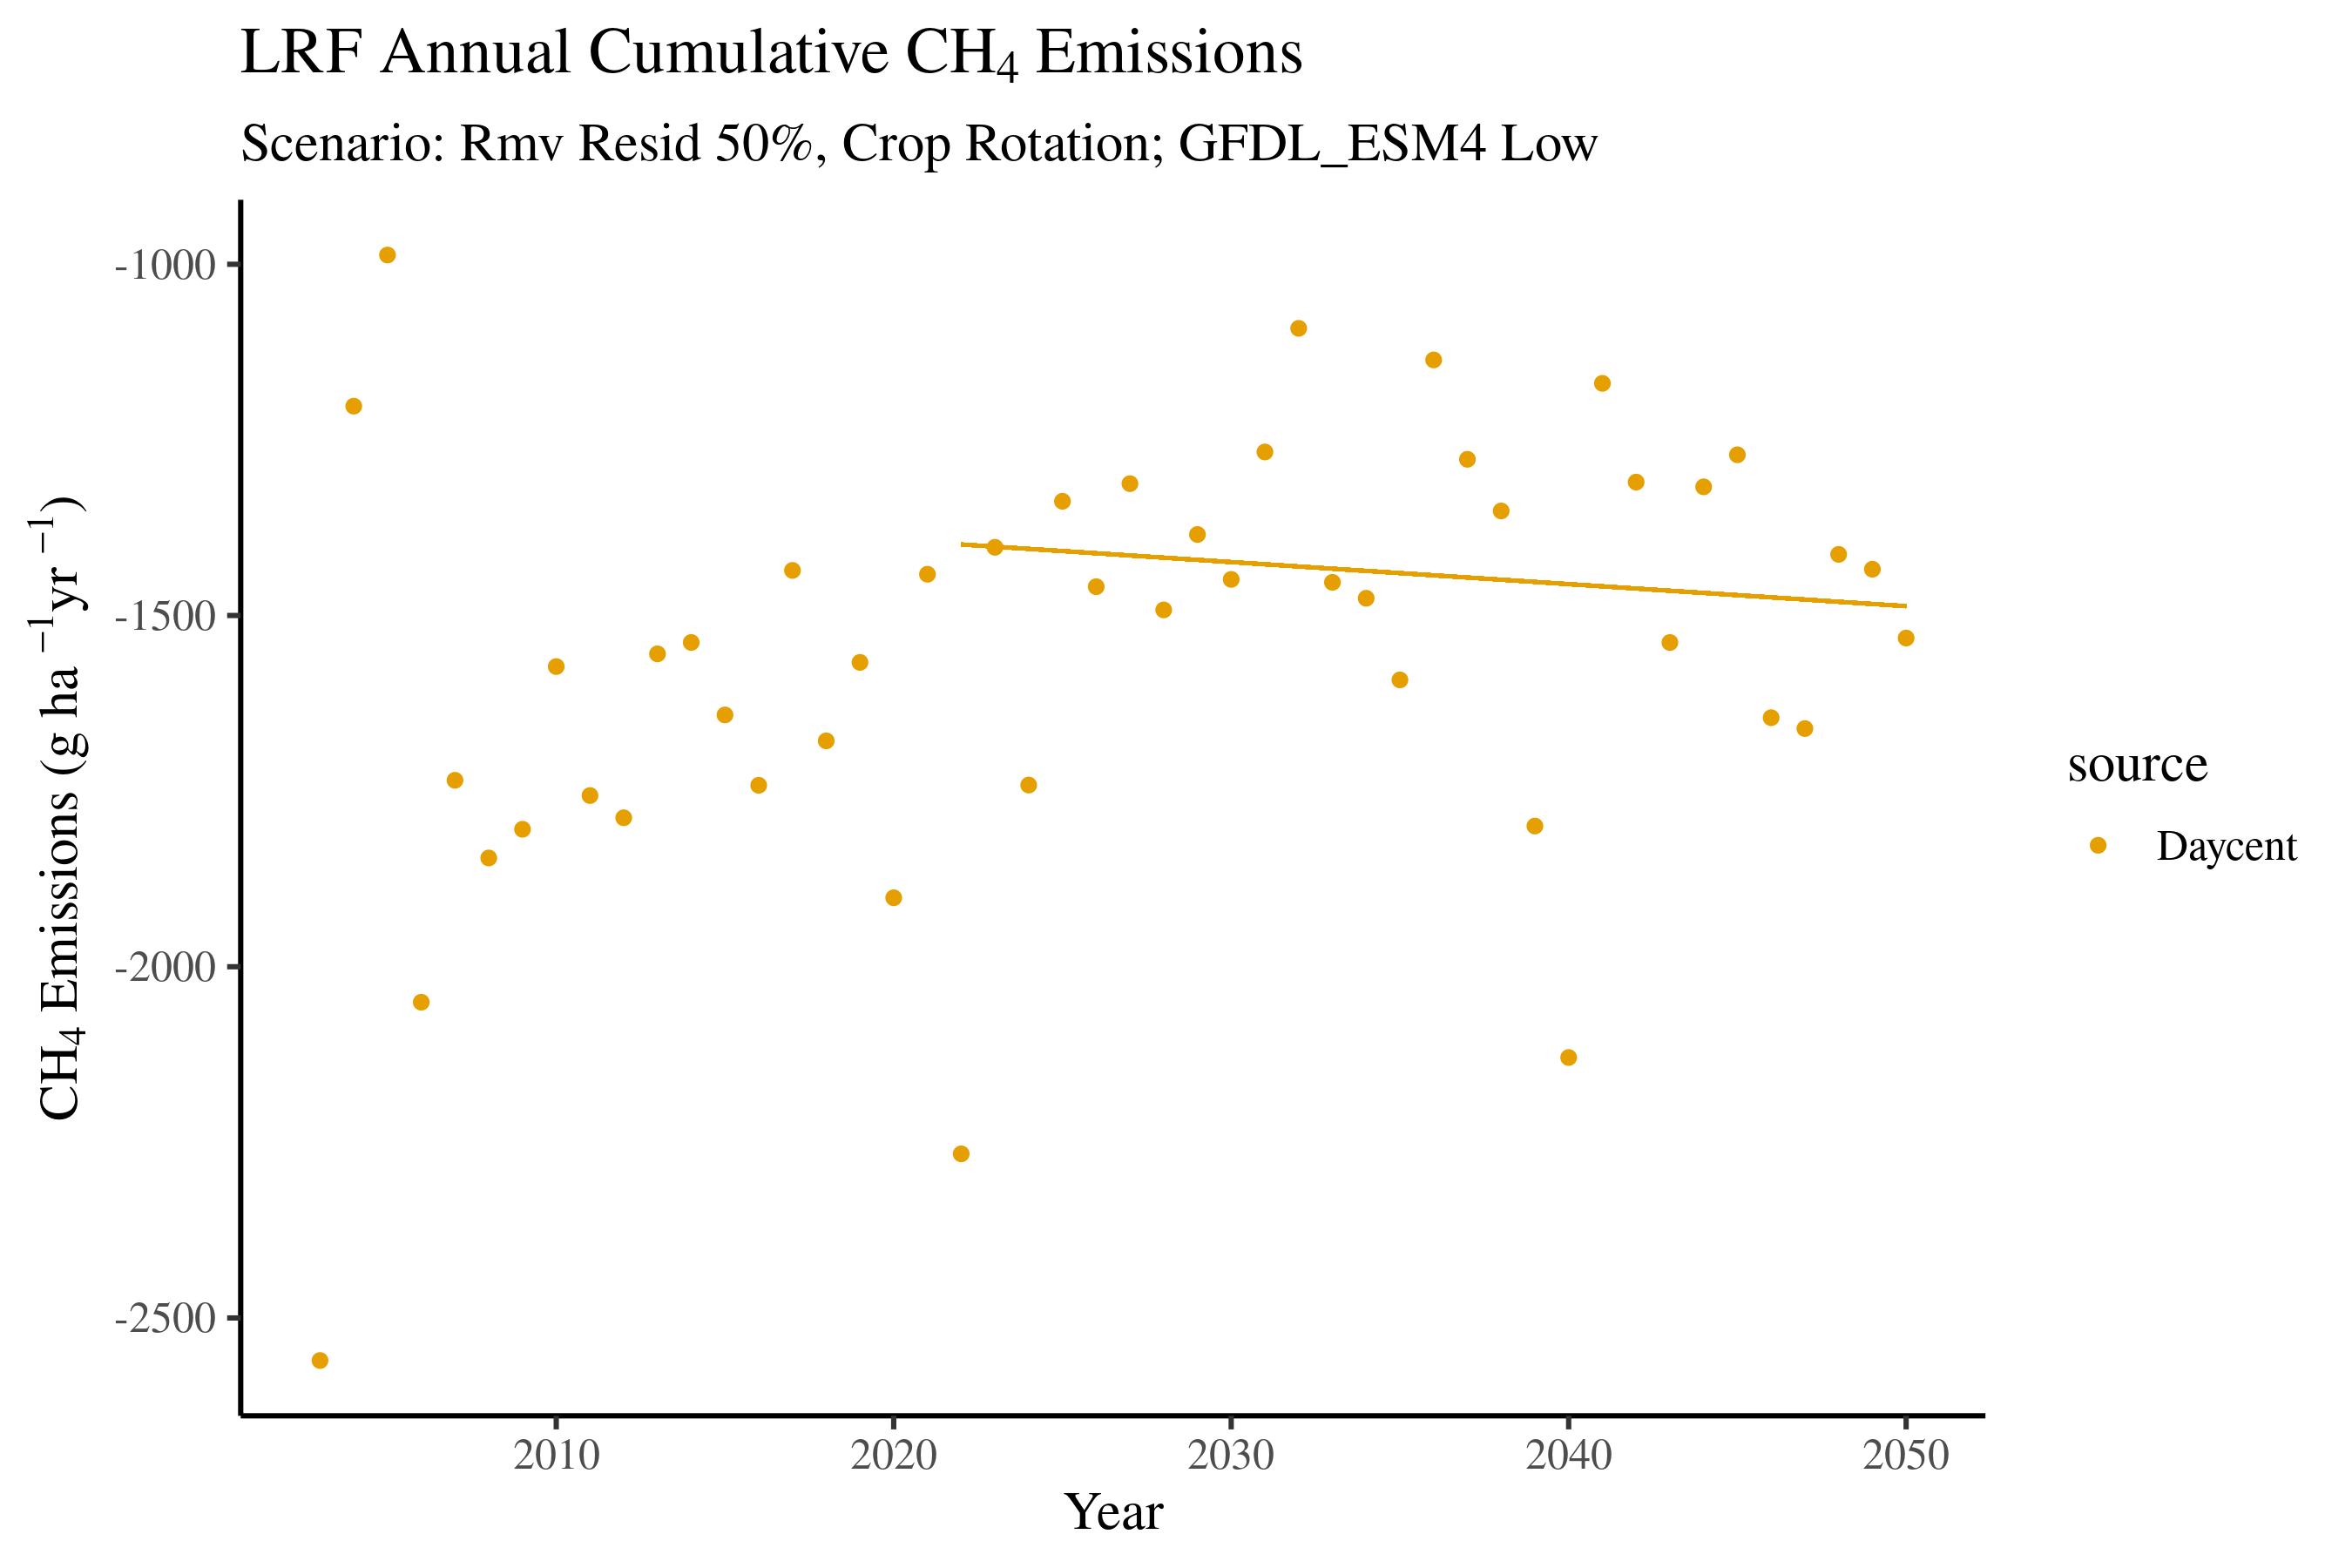 LRF Annual Cumulative CH₄ Emissions
Scenario: Rmv Resid 50%, Crop Rotation; GFDL_ESM4 Low
CH₄ Emissions (g ha ⁻¹yr ⁻¹)
-1000
-1500
-2000
-2500
2010 2020 2030 2040 2050
Year
source
Daycent